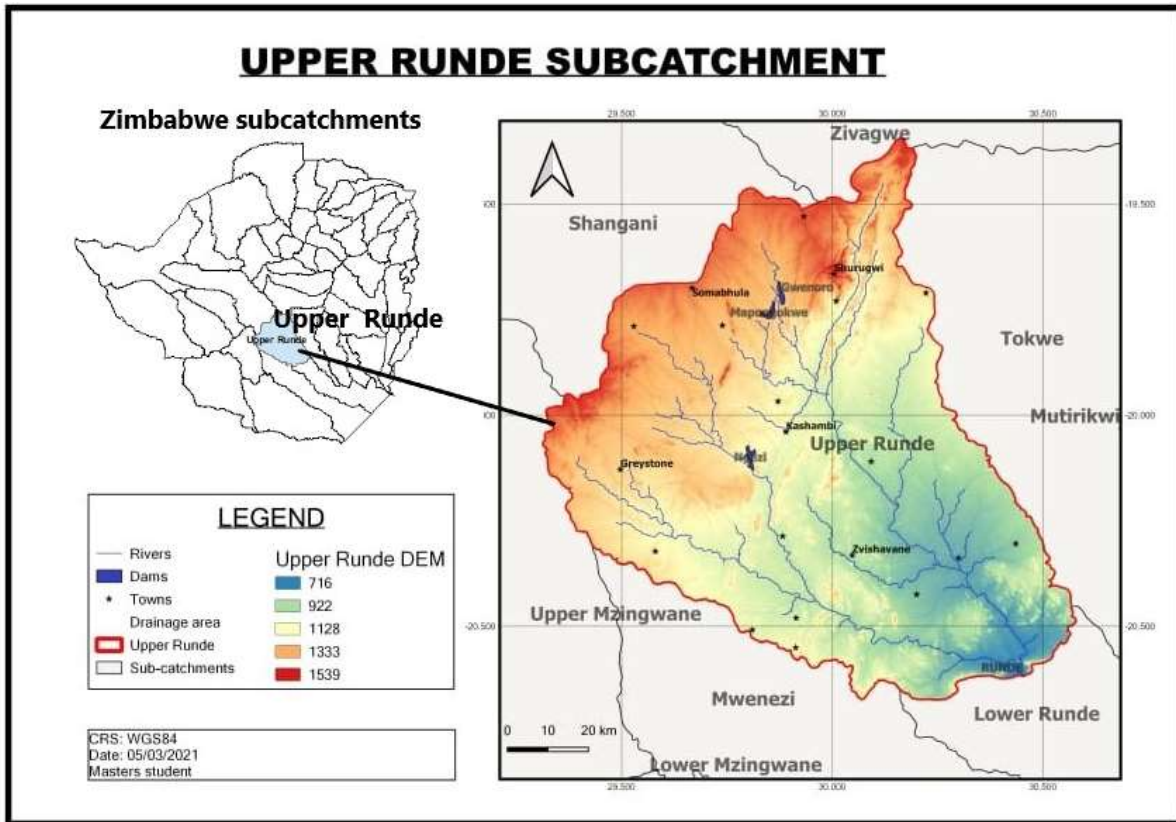 UPPER RUNDE SUBCATCHMENT
Zimbabwe subcatchments
Upper Runde
Upper Runde
29.500
30.000
30.500
Zivagwe
-19.500
Shangani
Shurugwi
Somabhula
Gwenoro
Tokwe
Mutirikwi
-20.000
Kashambi
Upper Runde
Greystone
Zvishavane
Upper Mzingwane
-20.500
-20.500
RUNDE
Mwenezi
Lower Runde
0 10 20 km
Lower Mzingwane
29.500
30.000
30.500
LEGEND
Rivers
Dams
Towns
Drainage area
Upper Runde
Sub-catchments
Upper Runde DEM
716
922
1128
1333
1539
CRS: WGS84
Date: 05/03/2021
Masters student